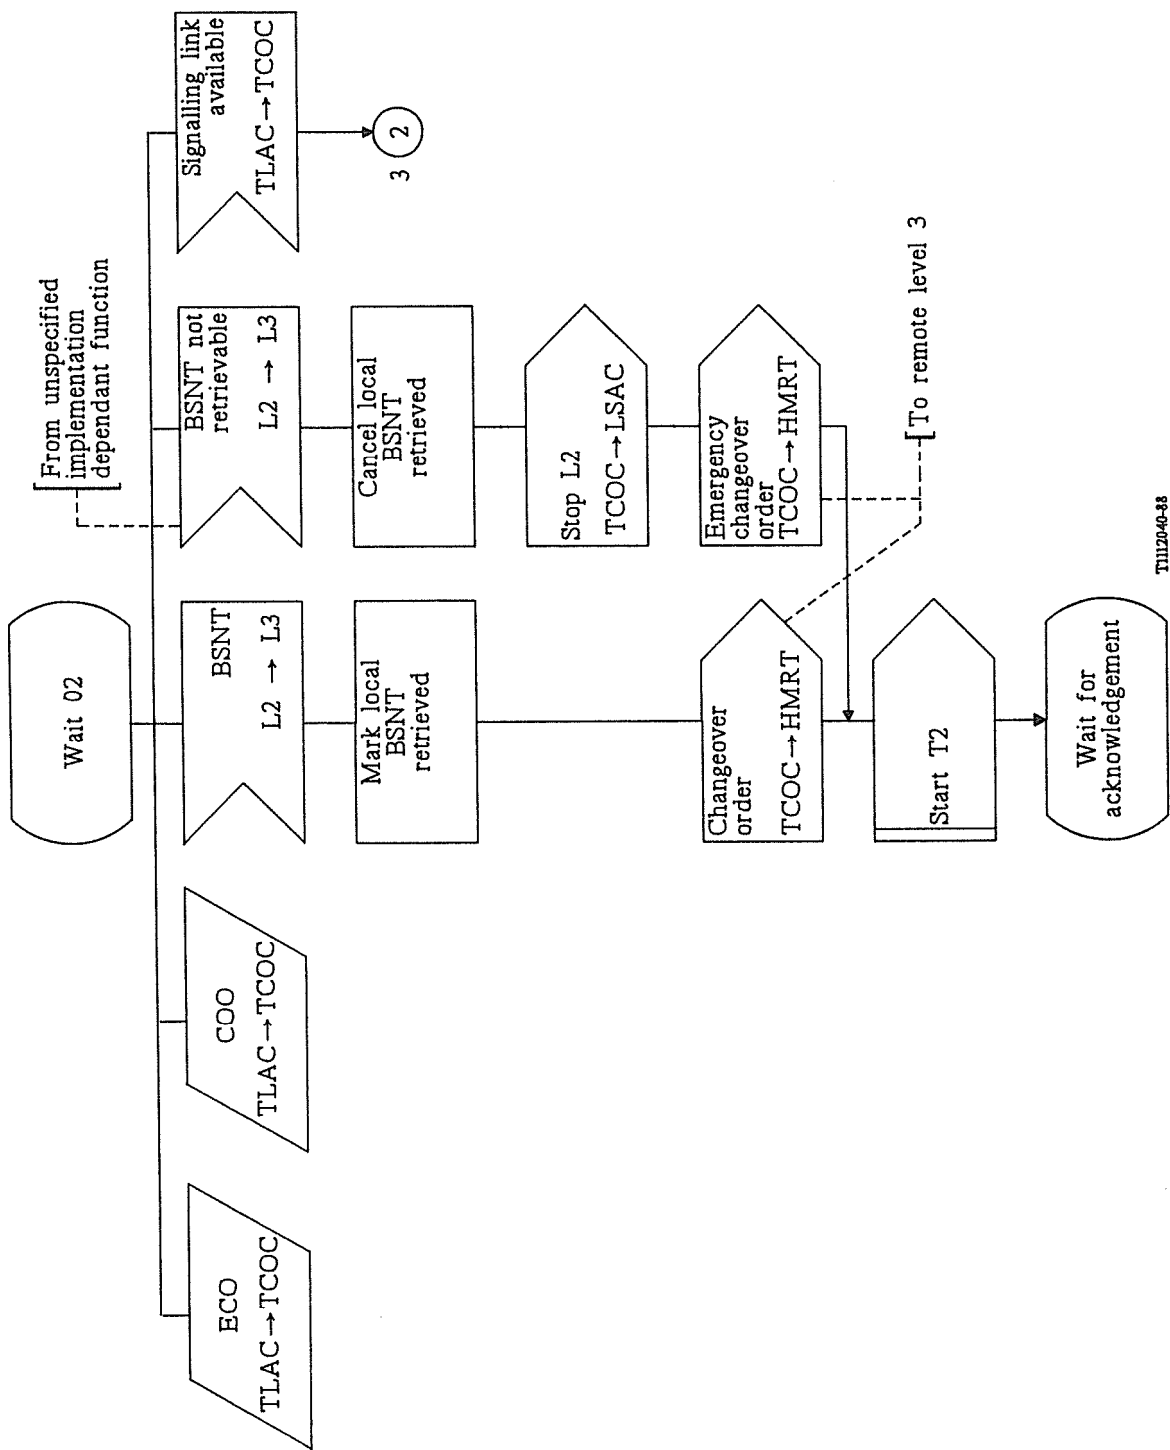 Wait 02
ECO
TLAC→TCOC
COO
TLAC→TCOC
BSNT
L2 → L3
Mark local
BSNT
retrieved
Changeover
order
TCOC→HMRT
Start T2
Wait for
acknowledgement
From unspecified
implementation
dependant function
BSNT not
retrievable
L2 → L3
Cancel local
BSNT
retrieved
Stop L2
TCOC→LSAC
Emergency
changeover
order
TCOC→HMRT
To remote level 3
Signalling link
available
TLAC→TCOC
3
2
T1112040-88